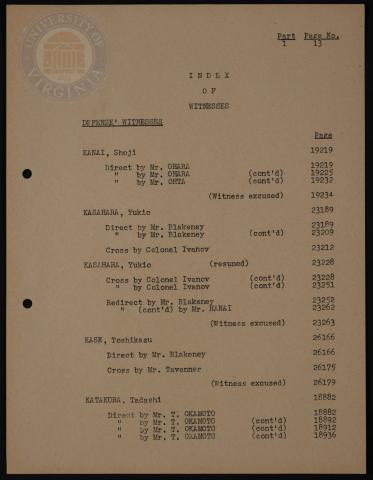 UNIVERSITY OF VIRGINIA
Part Page No.
1 13
I N D E X
O F
WITNESSES
DEFENSE' WITNESSES
Page
KANAI, Shoji 19219
Direct by Mr. OHARA 19219
" by Mr. OHARA (cont'd) 19225
" by Mr. OHTA (cont'd) 19232
(Witness excused) 19234
KASAHARA, Yukio 23189
Direct by Mr. Blakeney 23189
" by Mr. Blakeney (cont'd) 23209
Cross by Colonel Ivanov 23212
KASAHARA, Yukio (resumed) 23228
Cross by Colonel Ivanov (cont'd) 23228
" by Colonel Ivanov (cont'd) 23251
Redirect by Mr. Blakeney 23252
" (cont'd) by Mr. KANAI 23262
(Witness excused) 23263
KASE, Toshikazu 26166
Direct by Mr. Blakeney 26166
Cross by Mr. Tavenner 26175
(Witness excused) 26179
KATAKURA, Tadashi 18882
Direct by Mr. T. OKAMOTO 18882
" by Mr. T. OKAMOTO (cont'd) 18892
" by Mr. T. OKAMOTO (cont'd) 18912
" by Mr. T. OKAMOTO (cont'd) 18936